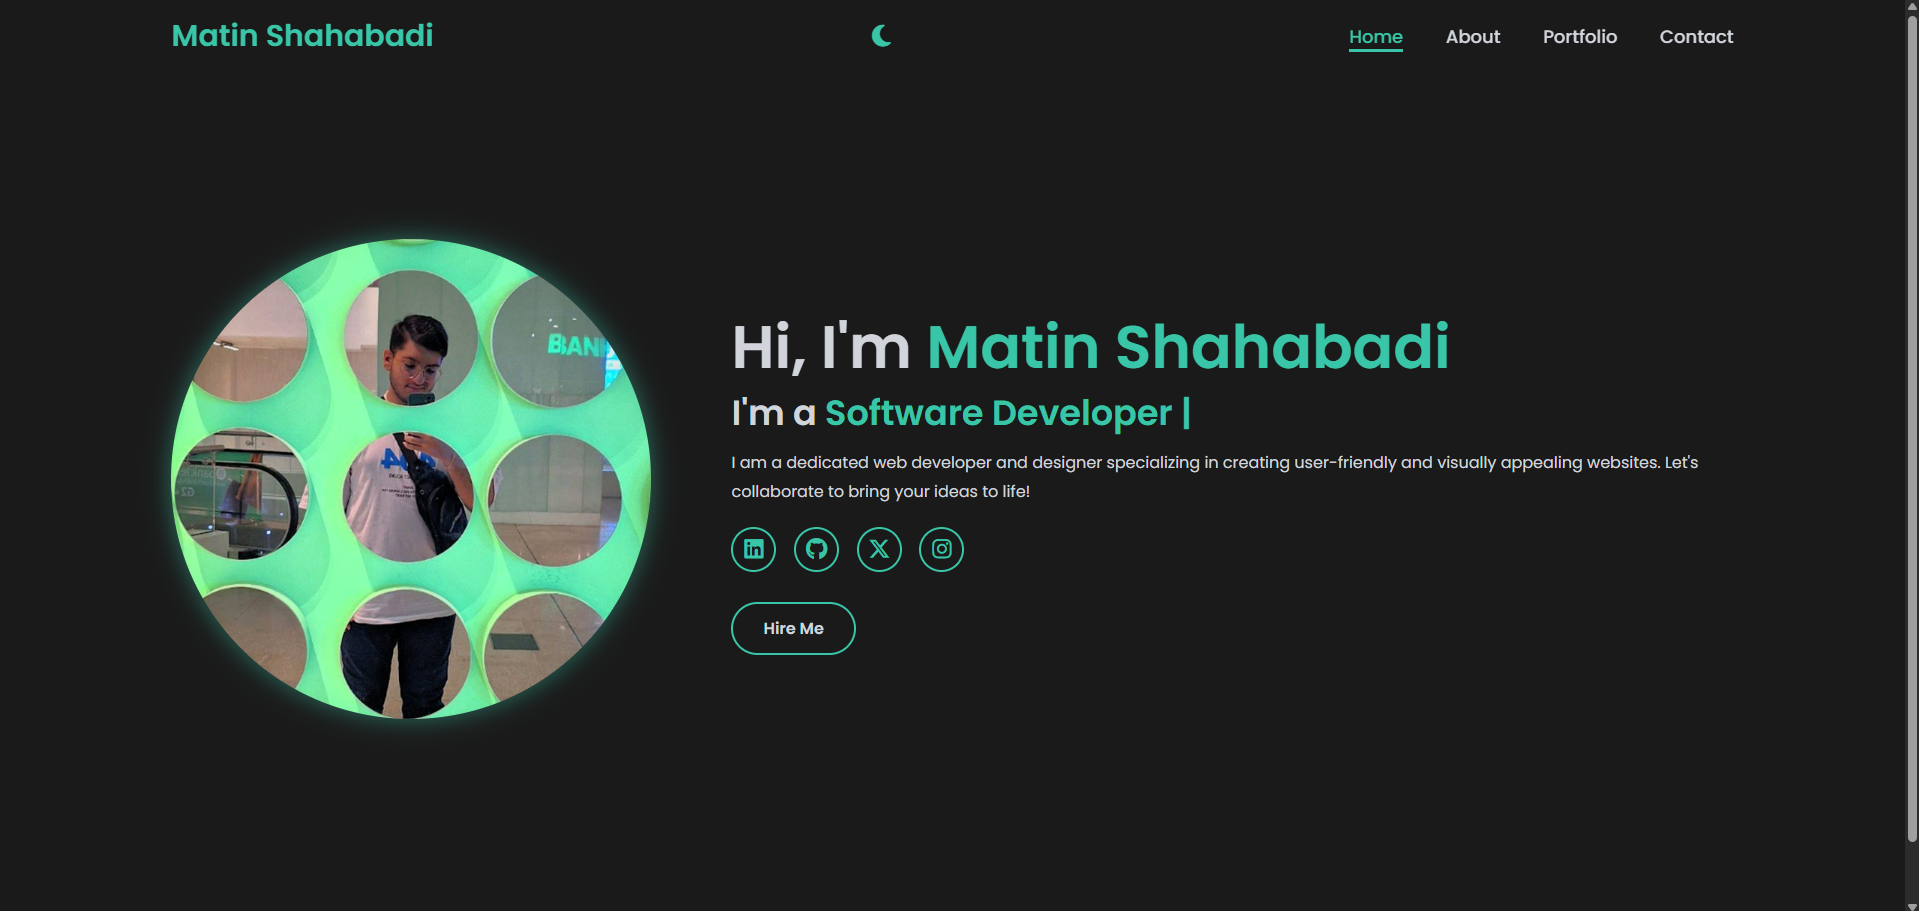 Matin Shahabadi
Home About Portfolio Contact
Hi, I'm Matin Shahabadi
I'm a Software Developer |
I am a dedicated web developer and designer specializing in creating user-friendly and visually appealing websites. Let's
collaborate to bring your ideas to life!
Hire Me